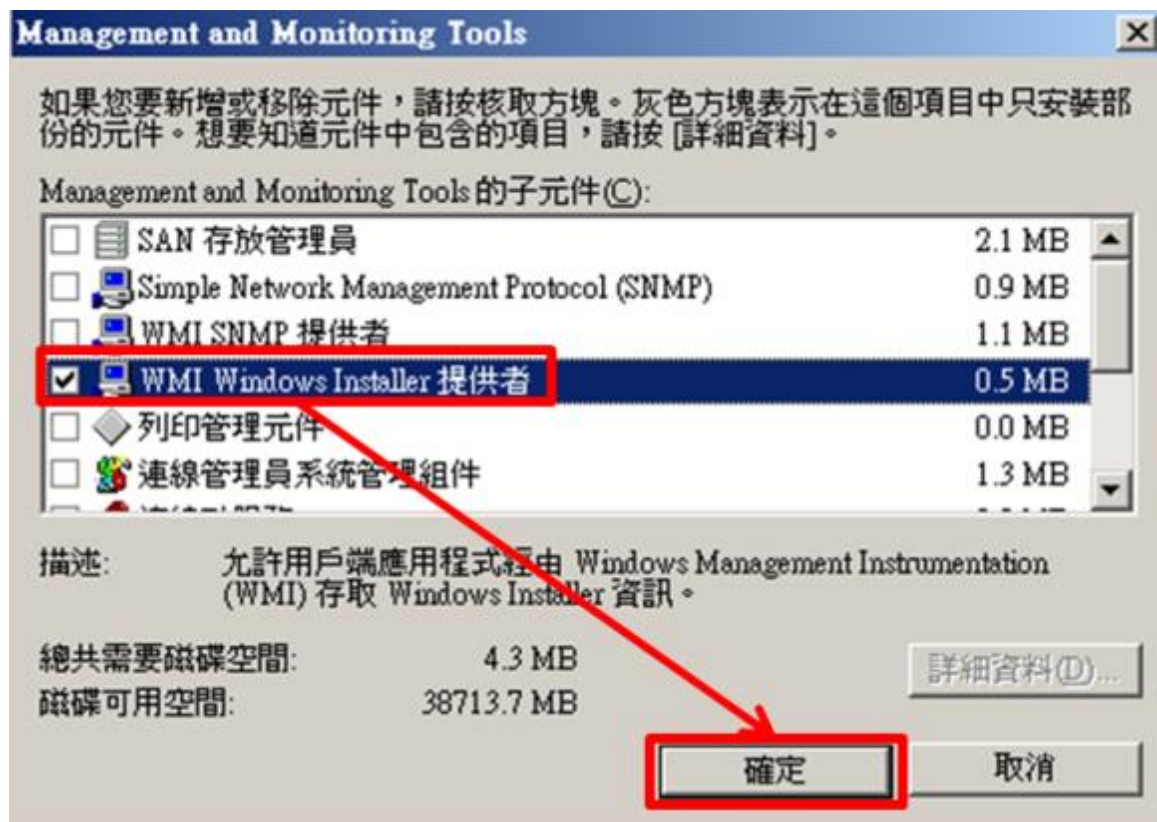 Management and Monitoring Tools
如果您要新增或移除元件，請按核取方塊。灰色方塊表示在這個項目中只安裝部
份的元件。想要知道元件中包含的項目，請按 [詳細資料]。
Management and Monitoring Tools 的子元件(C):
SAN 存放管理員 2.1 MB
Simple Network Management Protocol (SNMP) 0.9 MB
WMI SNMP 提供者 1.1 MB
WMI Windows Installer 提供者 0.5 MB
列印管理元件 0.0 MB
連線管理員系統管理組件 1.3 MB
描述: 允許用戶端應用程式經由 Windows Management Instrumentation
(WMI) 存取 Windows Installer 資訊。
總共需要磁碟空間: 4.3 MB
詳細資料(D)...
磁碟可用空間: 38713.7 MB
確定 取消